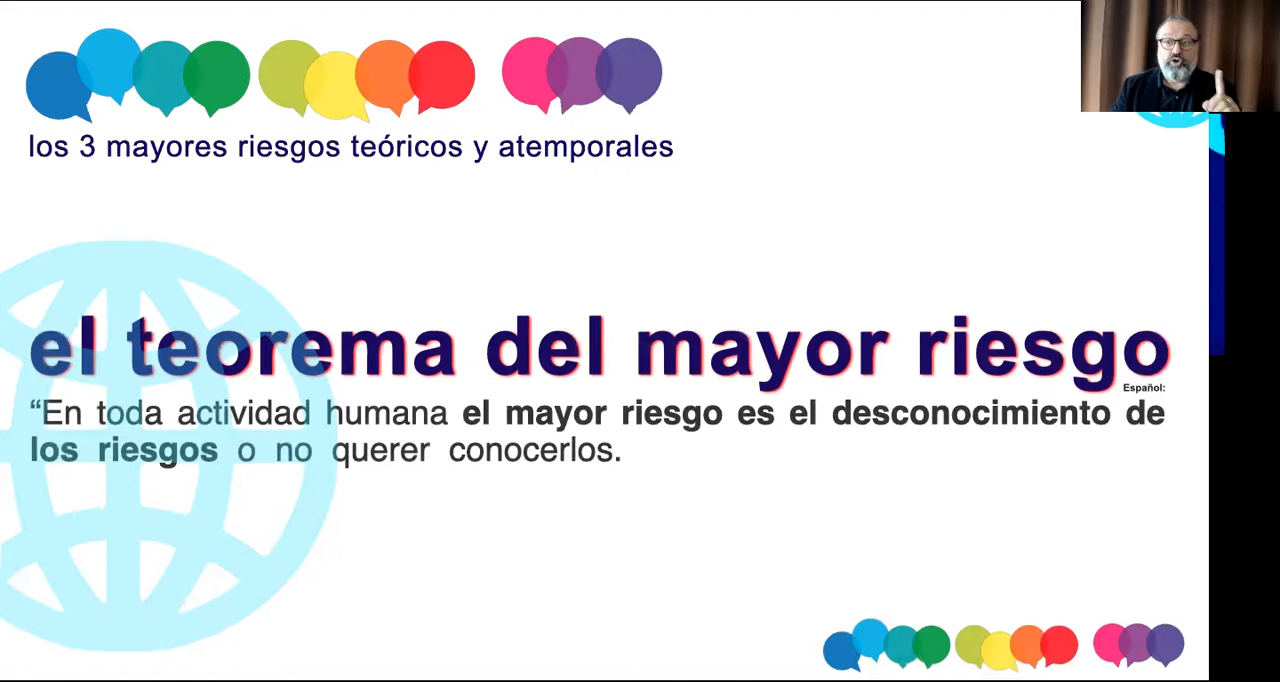 los 3 mayores riesgos teóricos y atemporales
el teorema del mayor riesgo
Español:
“En toda actividad humana el mayor riesgo es el desconocimiento de
los riesgos o no querer conocerlos.